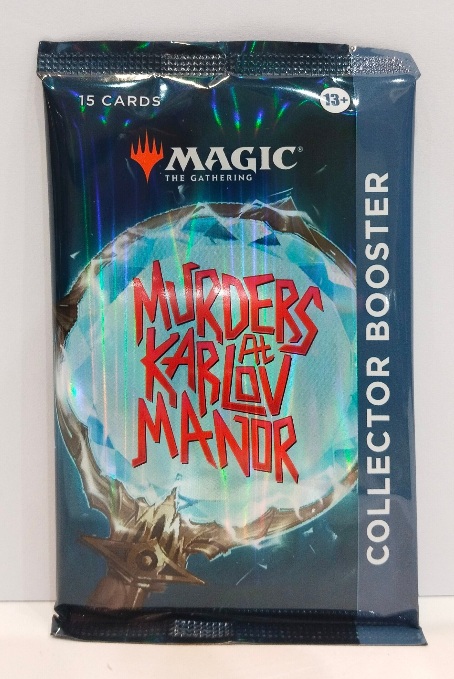 15 CARDS
13+
MAGIC®
THE GATHERING
MURDERS
At
KARLOV
MANOR
COLLECTOR BOOSTER